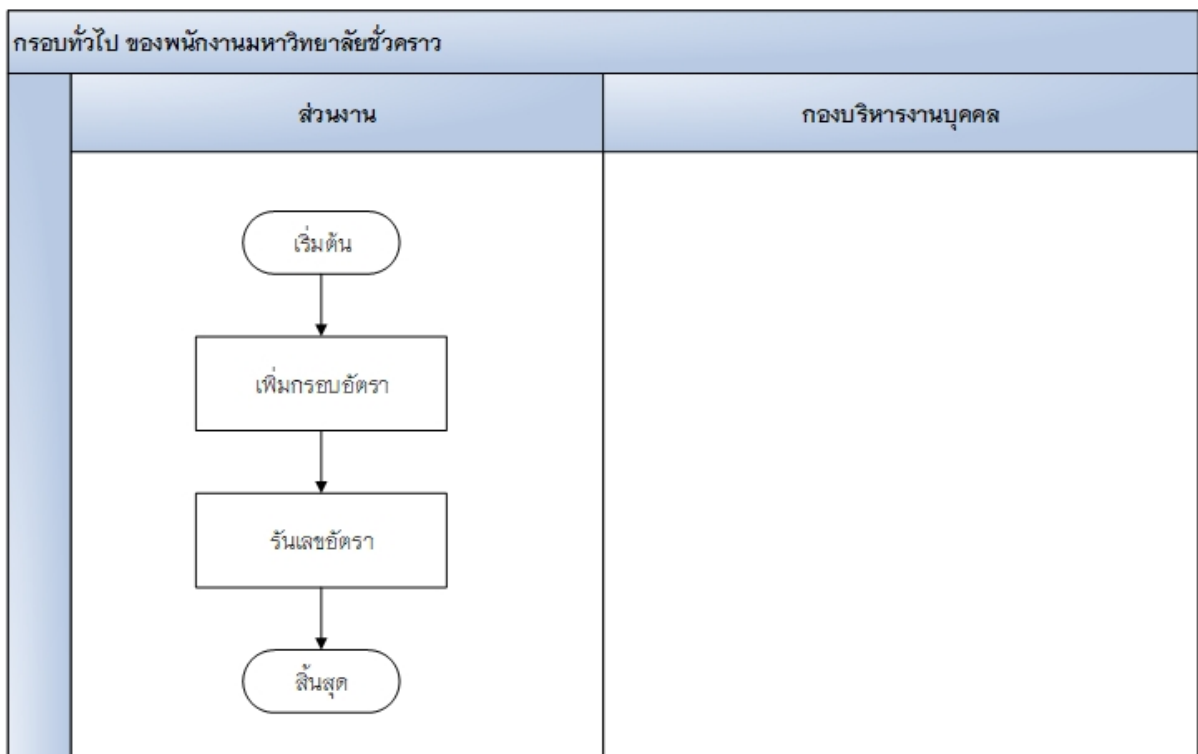 กรอบทั่วไป ของพนักงานมหาวิทยาลัยชั่วคราว
ส่วนงาน
กองบริหารงานบุคคล
เริ่มต้น
เพิ่มกรอบอัตรา
รันเลขอัตรา
สิ้นสุด